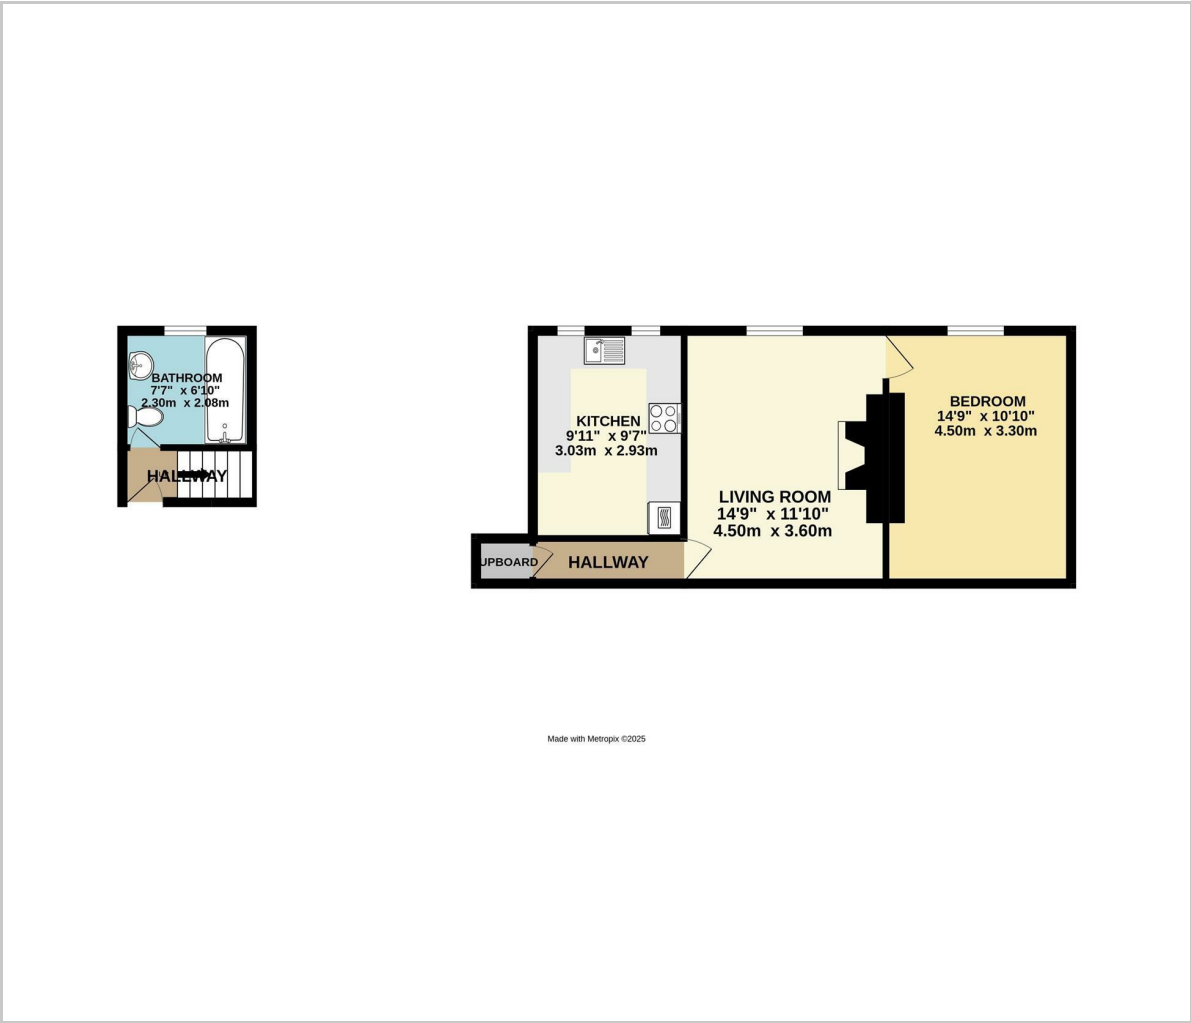 BATHROOM
7'7" x 6'10"
2.30m x 2.08m
HALLWAY
KITCHEN
9'11" x 9'7"
3.03m x 2.93m
LIVING ROOM
14'9" x 11'10"
4.50m x 3.60m
BEDROOM
14'9" x 10'10"
4.50m x 3.30m
UPBOARD
HALLWAY
Made with Metropix ©2025